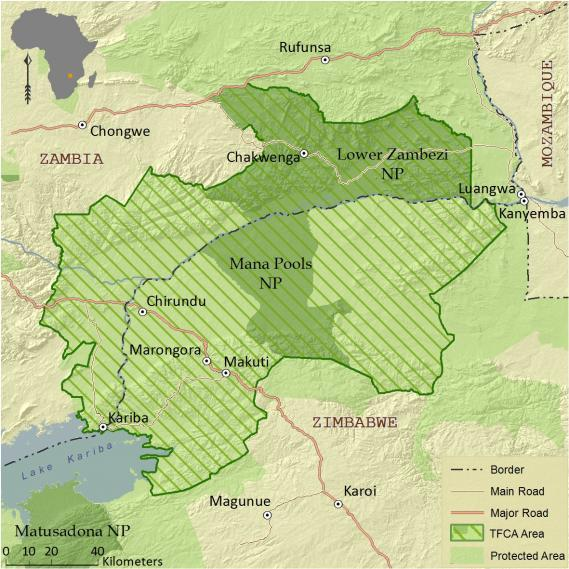 Rufunsa
MOZAMBIQUE
Chongwe
ZAMBIA
Chakwenga
Lower Zambezi
NP
Luangwa
Kanyemba
Mana Pools
NP
Chirundu
Marongora
Makuti
Kariba
ZIMBABWE
Lake Kariba
Magunue
Karoi
Matusadona NP
0 10 20 40
Kilometers
Border
Main Road
Major Road
TFCA Area
Protected Area